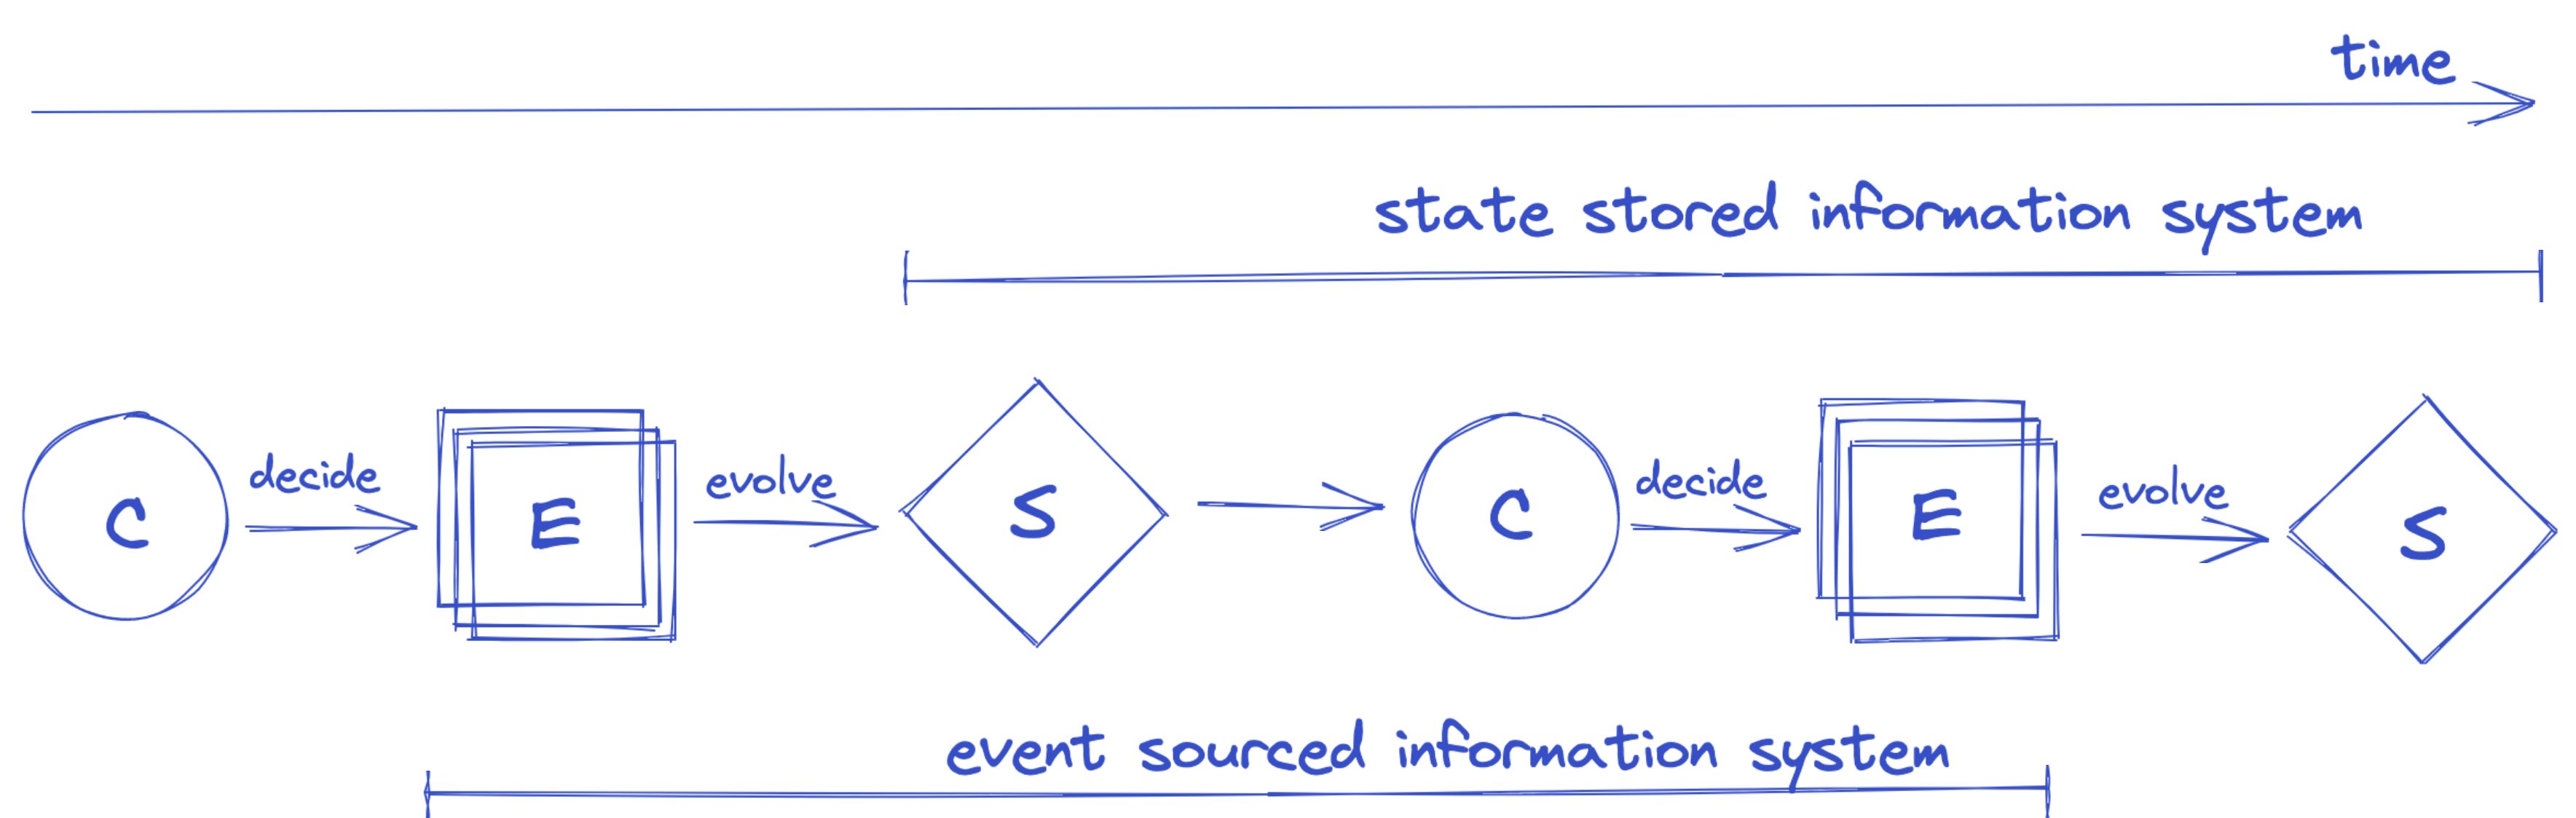 time
state stored information system
C
decide
E
evolve
S
C
decide
E
evolve
S
event sourced information system